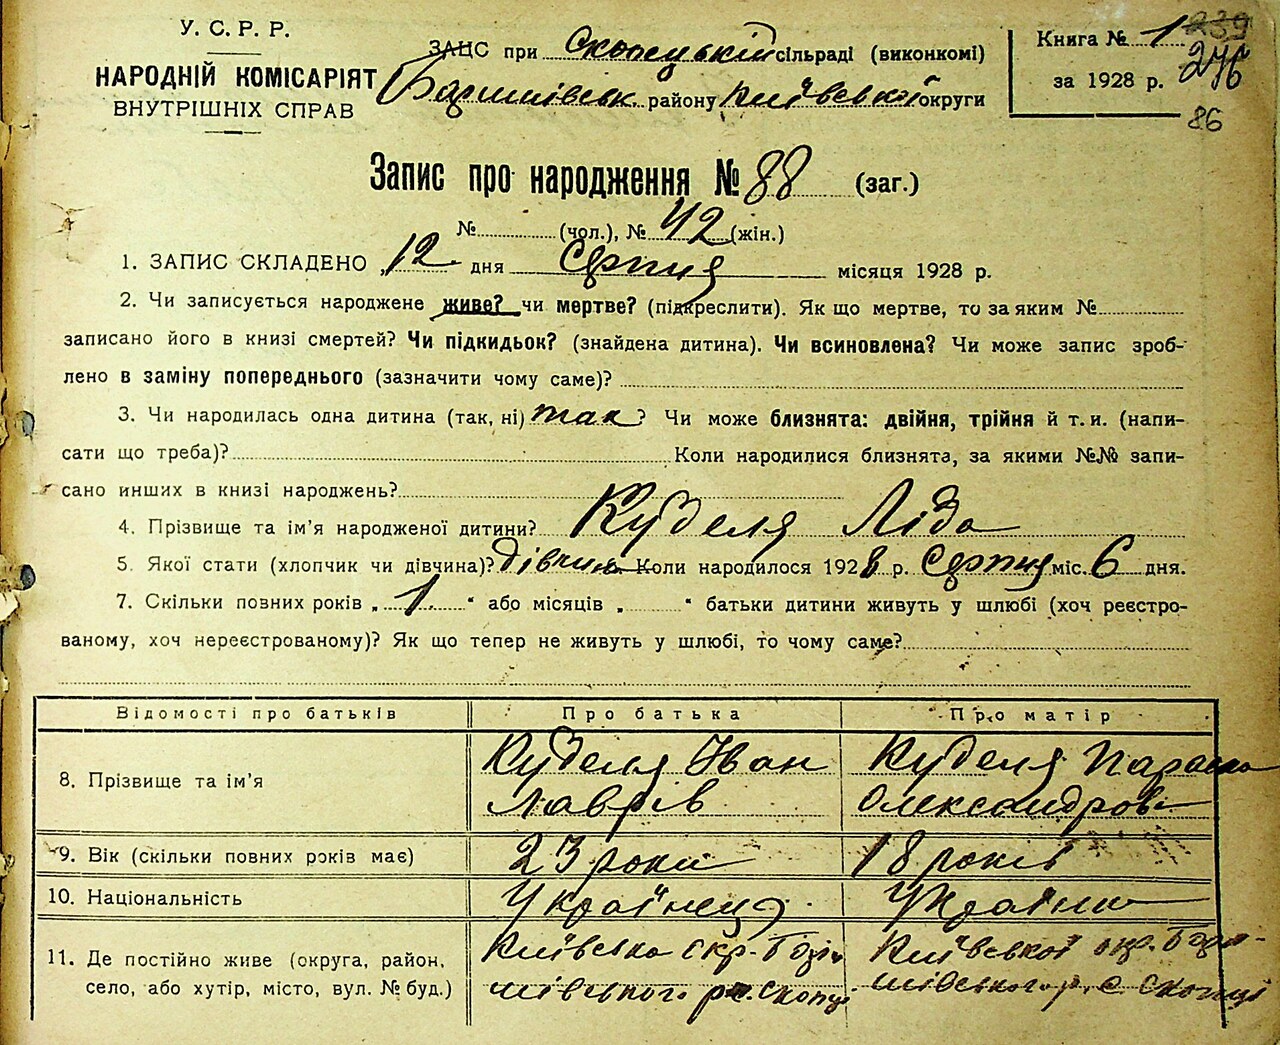 У. С. Р. Р.
НАРОДНІЙ КОМІСАРІЯТ
ВНУТРІШНІХ СПРАВ
ЗАЦС при Скопецькій сільраді (виконкомі)
Баришівськ. району Київської округи
Книга № 1
за 1928 р.
239
276
86
Запис про народження № 88 (заг.)
№ (чол.), № 42 (жін.)
1. ЗАПИС СКЛАДЕНО „12 дня Серпня місяця 1928 р.
2. Чи записується народжене живе? чи мертве? (підкреслити). Як що мертве, то за яким №
записано його в книзі смертей? Чи підкидьок? (знайдена дитина). Чи всиновлена? Чи може запис зроб-
лено в заміну попереднього (зазначити чому саме)?
3. Чи народилась одна дитина (так, ні) так? Чи може близнята: двійня, трійня й т. и. (напи-
сати що треба)? Коли народилися близнята, за якими №№ запи-
сано инших в книзі народжень?
4. Прізвище та ім'я народженої дитини? Куделя Ліда
5. Якої стати (хлопчик чи дівчина)? дівчина Коли народилося 1928 р. Серпня міс. 6 дня.
7. Скільки повних років „ 1 “ або місяців „ “ батьки дитини живуть у шлюбі (хоч реєстро-
ваному, хоч нереєстрованому)? Як що тепер не живуть у шлюбі, то чому саме?
Відомості про батьків Про батька Про матір
8. Прізвище та ім'я Куделя Іван Лаврів Куделя Параска Олександрові
9. Вік (скільки повних років має) 23 роки 18 років
10. Національність Українець Українка
11. Де постійно живе (округа, район, Київська окр. Київської окр.
село, або хутір, місто, вул. № буд.) шівського р. с. Скопці шівського р. с. Скопці